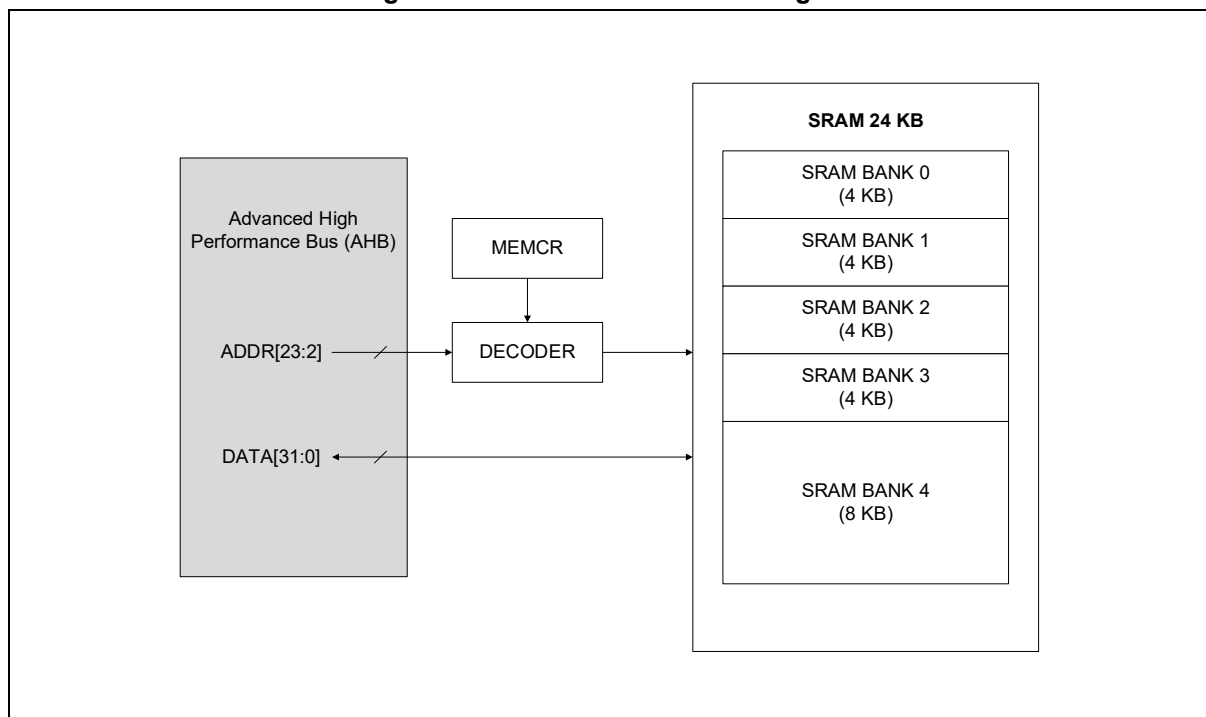 SRAM 24 KB
SRAM BANK 0
(4 KB)
Advanced High
Performance Bus (AHB)
MEMCR
SRAM BANK 1
(4 KB)
SRAM BANK 2
(4 KB)
ADDR[23:2]
DECODER
SRAM BANK 3
(4 KB)
DATA[31:0]
SRAM BANK 4
(8 KB)